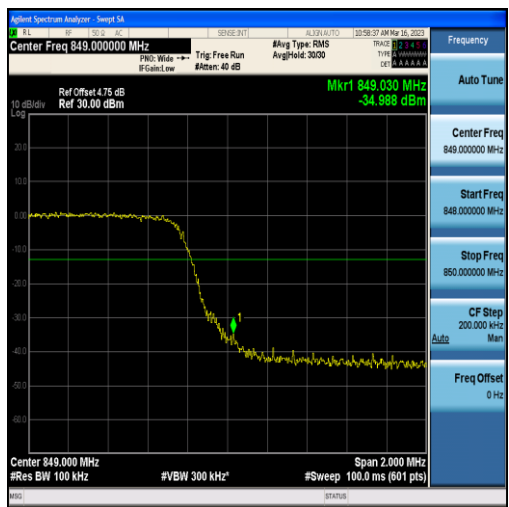 Agilent Spectrum Analyzer - Swept SA
RL RF 50 Ω AC SENSE:INT ALIGN AUTO 10:58:37 AM Mar 16, 2023
Center Freq 849.000000 MHz
#Avg Type: RMS
TRACE 1 2 3 4 5 6
PNO: Wide
Trig: Free Run
Avg|Hold: 30/30
TYPE
IFGain:Low
#Atten: 40 dB
DET A A A A A A
Mkr1 849.030 MHz
-34.988 dBm
Ref Offset 4.75 dB
10 dB/div Ref 30.00 dBm
Log
20.0
10.0
0.00
-10.0
-20.0
-30.0
-40.0
-50.0
-60.0
1
Center 849.000 MHz
Span 2.000 MHz
#Res BW 100 kHz
#VBW 300 kHz*
#Sweep 100.0 ms (601 pts)
MSG
STATUS
Frequency
Auto Tune
Center Freq
849.000000 MHz
Start Freq
848.000000 MHz
Stop Freq
850.000000 MHz
CF Step
200.000 kHz
Auto Man
Freq Offset
0 Hz